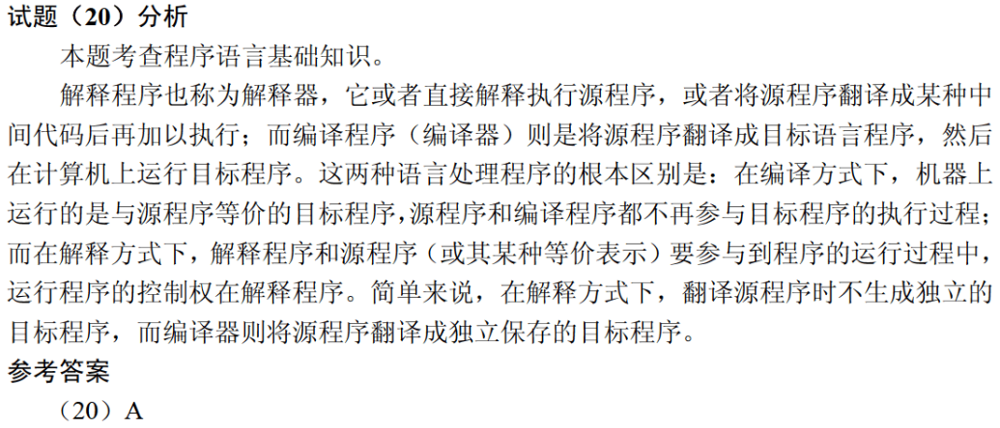 试题（20）分析
本题考查程序语言基础知识。
解释程序也称为解释器，它或者直接解释执行源程序，或者将源程序翻译成某种中
间代码后再加以执行；而编译程序（编译器）则是将源程序翻译成目标语言程序，然后
在计算机上运行目标程序。这两种语言处理程序的根本区别是：在编译方式下，机器上
运行的是与源程序等价的目标程序，源程序和编译程序都不再参与目标程序的执行过程；
而在解释方式下，解释程序和源程序（或其某种等价表示）要参与到程序的运行过程中，
运行程序的控制权在解释程序。简单来说，在解释方式下，翻译源程序时不生成独立的
目标程序，而编译器则将源程序翻译成独立保存的目标程序。
参考答案
（20）A